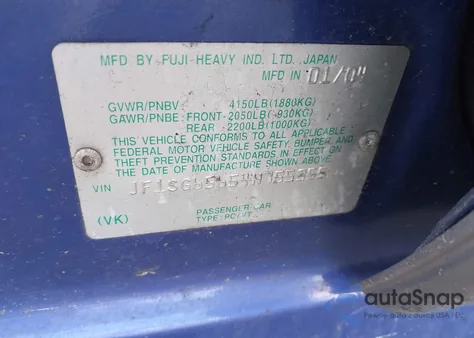 MFD BY FUJI-HEAVY IND. LTD. JAPAN
MFD IN 01/04
GVWR/PNBV 4150LB(1880KG)
GAWR/PNBE FRONT-2050LB( 930KG)
REAR 2200LB(1000KG)
THIS VEHICLE CONFORMS TO ALL APPLICABLE
FEDERAL MOTOR VEHICLE SAFETY, BUMPER, AND
THEFT PREVENTION STANDARDS IN EFFECT ON
THE DATE OF MANUFACTURE SHOWN ABOVE.
VIN
(VK)
PASSENGER CAR
TYPE:
autoSnap